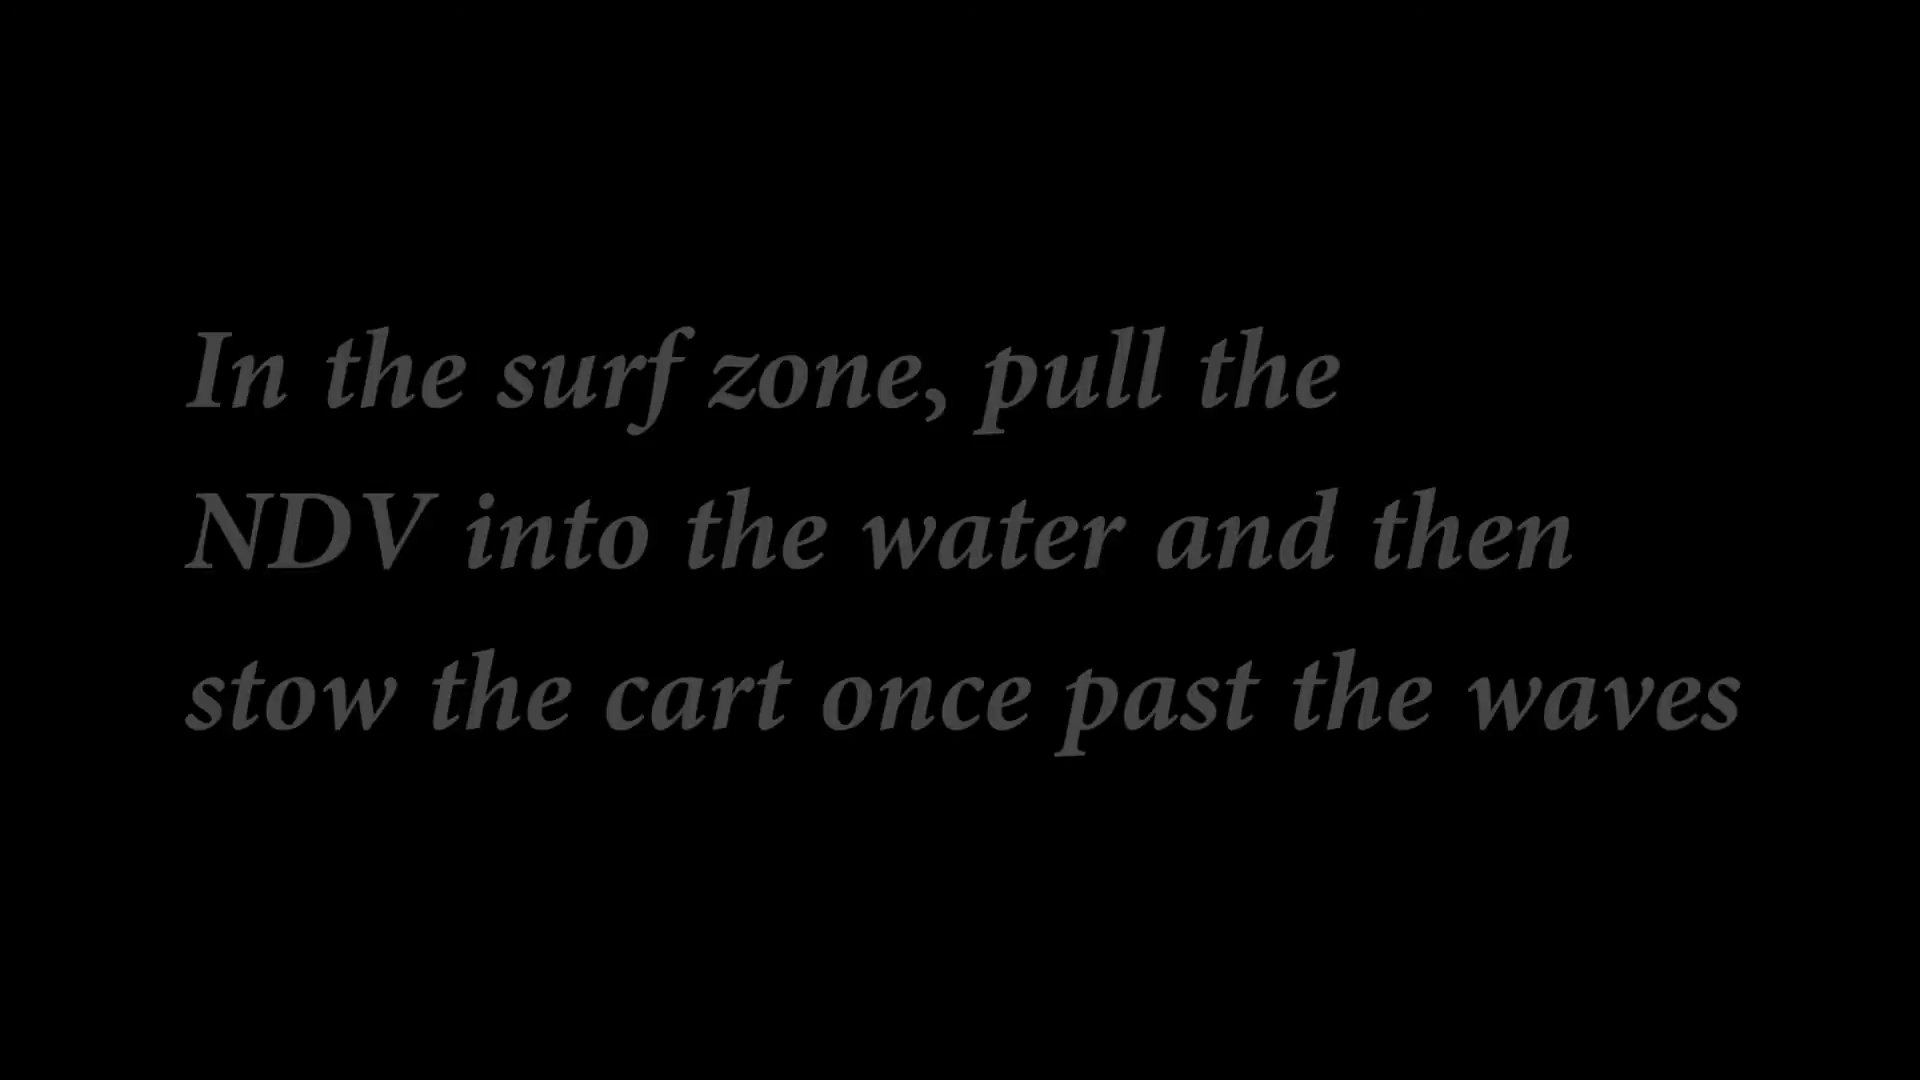 In the surf zone, pull the
NDV into the water and then
stow the cart once past the waves